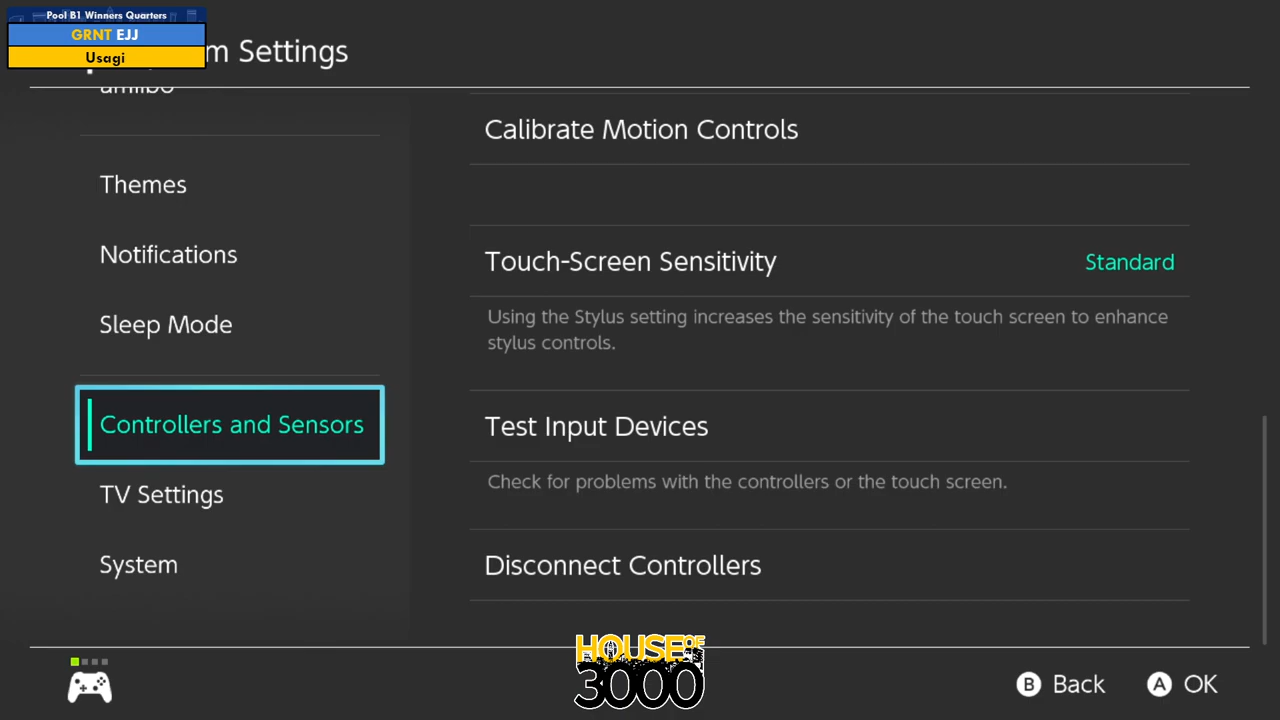 Pool B1 Winners Quarters
GRNT EJJ
Usagi
m Settings
amiibo
Themes
Notifications
Sleep Mode
Controllers and Sensors
TV Settings
System
Calibrate Motion Controls
Touch-Screen Sensitivity Standard
Using the Stylus setting increases the sensitivity of the touch screen to enhance
stylus controls.
Test Input Devices
Check for problems with the controllers or the touch screen.
Disconnect Controllers
HOUSE OF
3000
B Back A OK